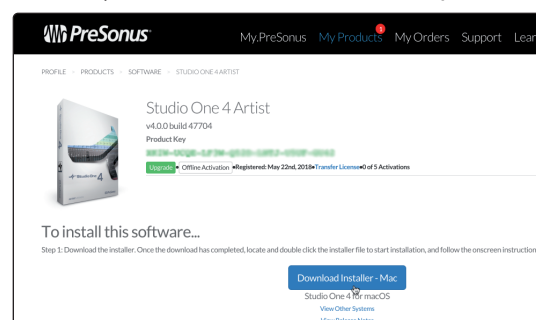 PreSonus
My.PreSonus My Products 1 My Orders Support Lear
PROFILE > PRODUCTS > SOFTWARE > STUDIO ONE 4 ARTIST
Studio One 4 Artist
v4.0.0 build 47704
Product Key
Upgrade • Offline Activation •Registered: May 22nd, 2018•Transfer License•0 of 5 Activations
To install this software...
Step 1: Download the installer. Once the download has completed, locate and double click the installer file to start installation, and follow the onscreen instruction
Download Installer - Mac
Studio One 4 for macOS
View Other Systems
View Release Notes